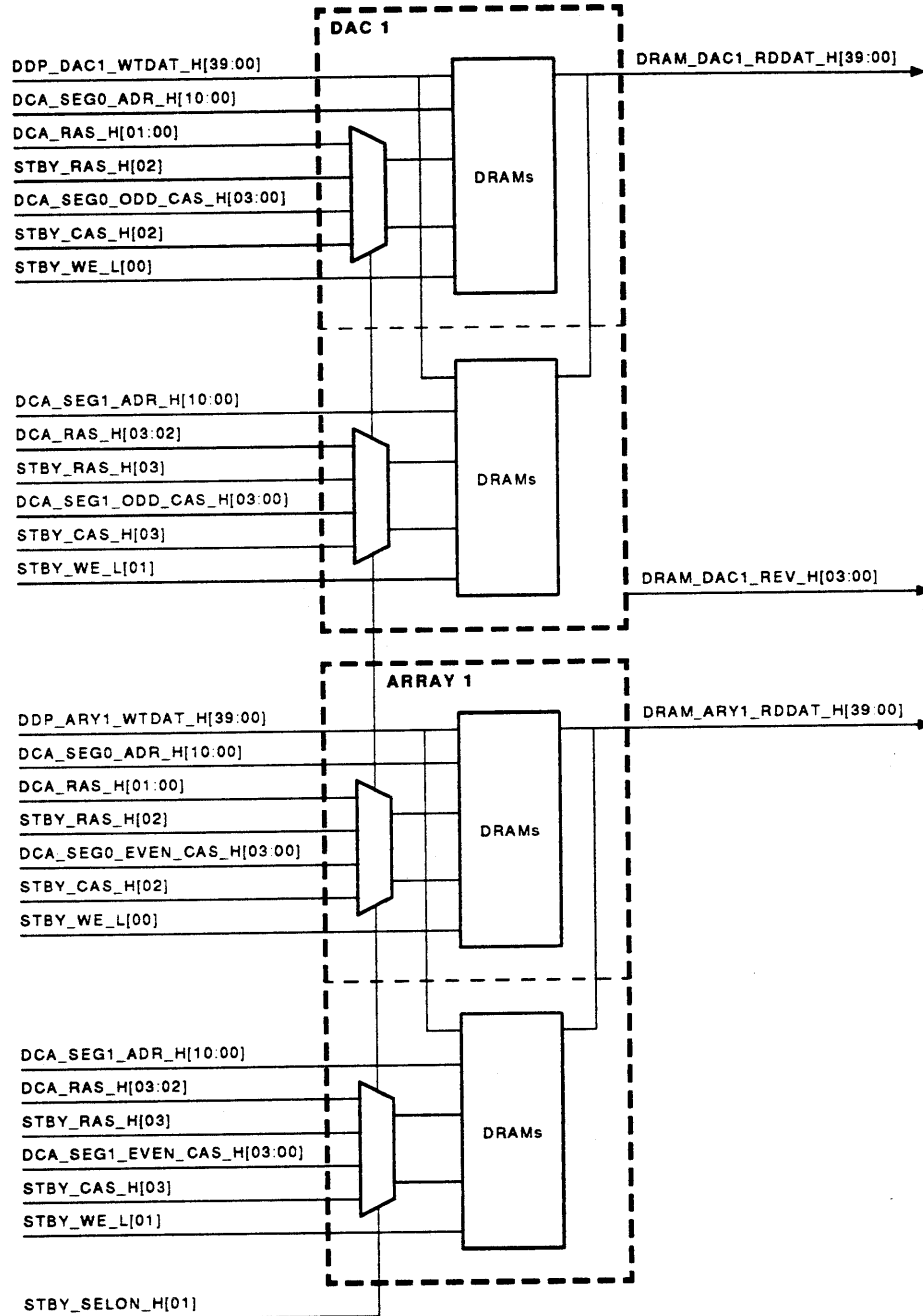 DAC 1
DDP_DAC1_WTDAT_H[39:00]
DRAM_DAC1_RDDAT_H[39:00]
DCA_SEG0_ADR_H[10:00]
DCA_RAS_H[01:00]
STBY_RAS_H[02]
DRAMs
DCA_SEG0_ODD_CAS_H[03:00]
STBY_CAS_H[02]
STBY_WE_L[00]
DCA_SEG1_ADR_H[10:00]
DCA_RAS_H[03:02]
STBY_RAS_H[03]
DRAMs
DCA_SEG1_ODD_CAS_H[03:00]
STBY_CAS_H[03]
STBY_WE_L[01]
DRAM_DAC1_REV_H[03:00]
ARRAY 1
DDP_ARY1_WTDAT_H[39:00]
DRAM_ARY1_RDDAT_H[39:00]
DCA_SEG0_ADR_H[10:00]
DCA_RAS_H[01:00]
STBY_RAS_H[02]
DRAMs
DCA_SEG0_EVEN_CAS_H[03:00]
STBY_CAS_H[02]
STBY_WE_L[00]
DCA_SEG1_ADR_H[10:00]
DCA_RAS_H[03:02]
STBY_RAS_H[03]
DRAMs
DCA_SEG1_EVEN_CAS_H[03:00]
STBY_CAS_H[03]
STBY_WE_L[01]
STBY_SELON_H[01]